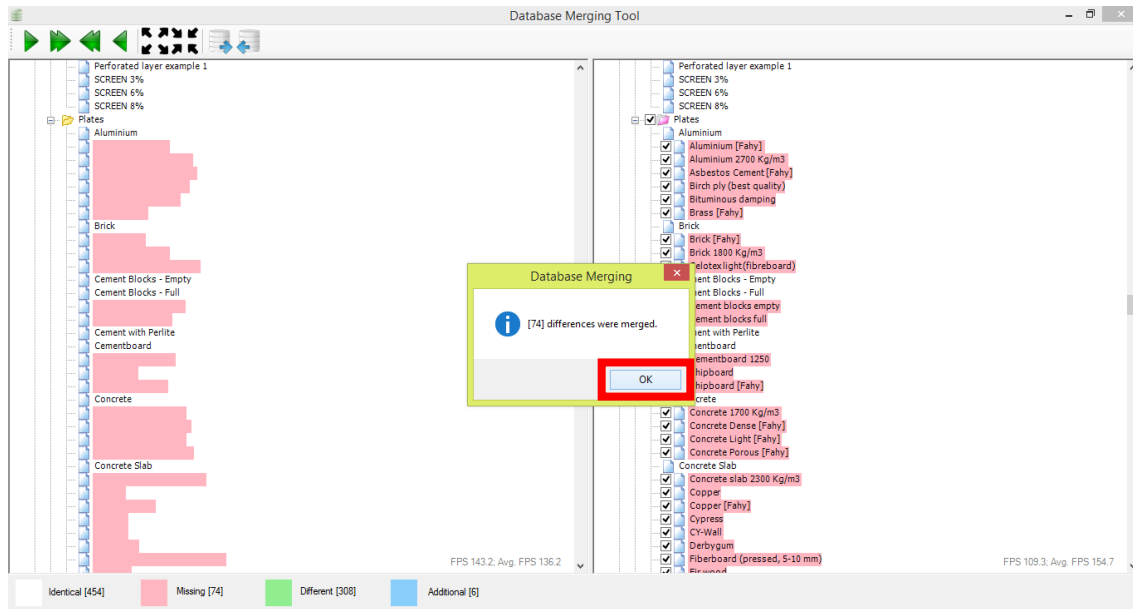 Database Merging Tool
Perforated layer example 1
SCREEN 3%
SCREEN 6%
SCREEN 8%
Plates
Aluminium
Brick
Cement Blocks - Empty
Cement Blocks - Full
Cement with Perlite
Cementboard
Concrete
Concrete Slab
FPS 143.2; Avg. FPS 136.2
Perforated layer example 1
SCREEN 3%
SCREEN 6%
SCREEN 8%
Plates
Aluminium
Aluminium [Fahy]
Aluminium 2700 Kg/m3
Asbestos Cement [Fahy]
Birch ply (best quality)
Bituminous damping
Brass [Fahy]
Brick
Brick [Fahy]
Brick 1800 Kg/m3
elotex light (fibreboard)
ent Blocks - Empty
ent Blocks - Full
ement blocks empty
ement blocks full
ent with Perlite
entboard
ementboard 1250
hipboard
hipboard [Fahy]
crete
Concrete 1700 Kg/m3
Concrete Dense [Fahy]
Concrete Light [Fahy]
Concrete Porous [Fahy]
Concrete Slab
Concrete slab 2300 Kg/m3
Copper
Copper [Fahy]
Cypress
CY-Wall
Derbygum
Fiberboard (pressed, 5-10 mm)
Fir wood
FPS 109.3; Avg. FPS 154.7
Database Merging
[74] differences were merged.
OK
Identical [454]
Missing [74]
Different [308]
Additional [6]